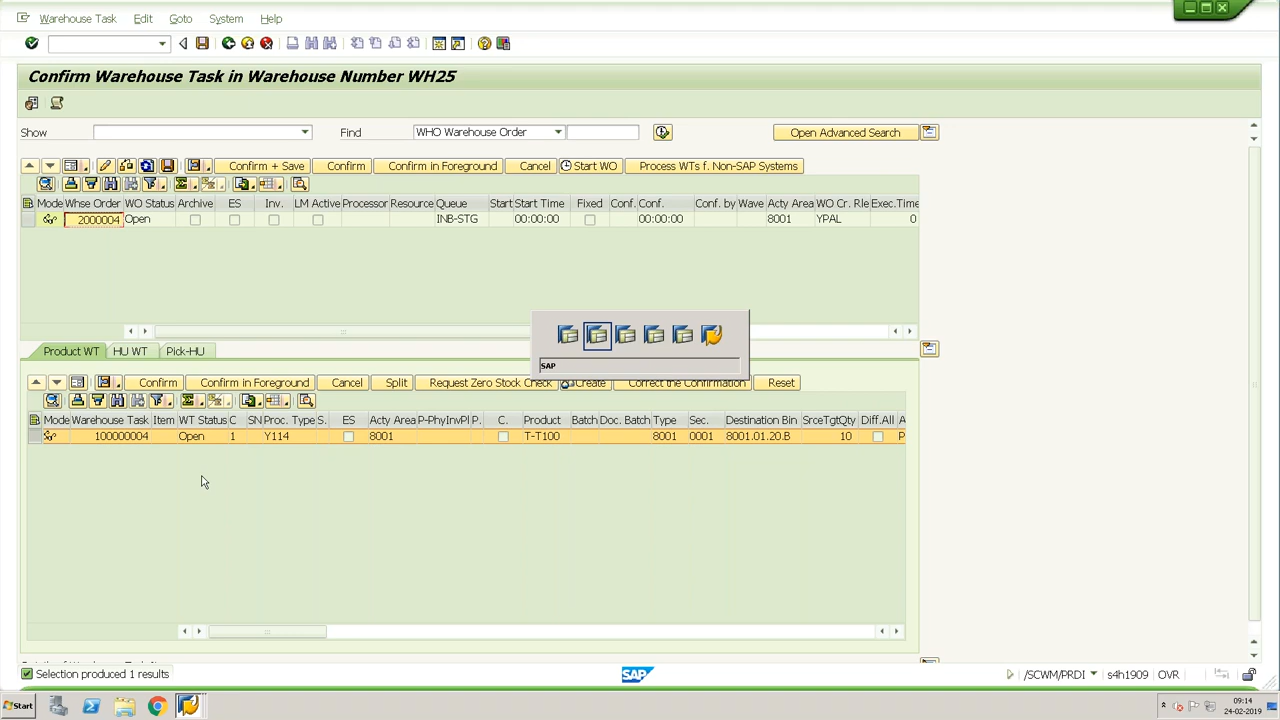 Warehouse Task Edit Goto System Help
Confirm Warehouse Task in Warehouse Number WH25
Show Find WHO Warehouse Order Open Advanced Search
Confirm + Save Confirm Confirm in Foreground Cancel Start WO Process WTs f. Non-SAP Systems
Mode Whse Order WO Status Archive ES Inv. LM Active Processor Resource Queue Start Start Time Fixed Conf. Conf. Conf. by Wave Acty Area WO Cr. Rle Exec.Time
2000004 Open INB-STG 00:00:00 00:00:00 8001 YPAL 0
SAP
Product WT HU WT Pick-HU
Confirm Confirm in Foreground Cancel Split Request Zero Stock Check Create Correct the Confirmation Reset
Mode Warehouse Task Item WT Status C SN Proc. Type S. ES Acty Area P-PhyInvPl P. C. Product Batch Doc. Batch Type Sec. Destination Bin SrceTgtQty Diff.All A
100000004 Open 1 Y114 8001 T-T100 8001 0001 8001.01.20.B 10 P
Selection produced 1 results SAP /SCWM/PRDI s4h1909 OVR
Start 09:14
24-02-2019